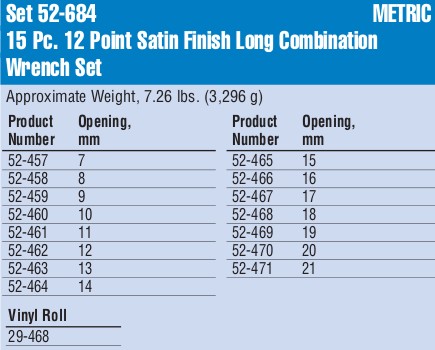 Set 52-684 METRIC
15 Pc. 12 Point Satin Finish Long Combination
Wrench Set
Approximate Weight, 7.26 lbs. (3,296 g)
Product Opening,
Number mm
52-457 7
52-458 8
52-459 9
52-460 10
52-461 11
52-462 12
52-463 13
52-464 14
Product Opening,
Number mm
52-465 15
52-466 16
52-467 17
52-468 18
52-469 19
52-470 20
52-471 21
Vinyl Roll
29-468